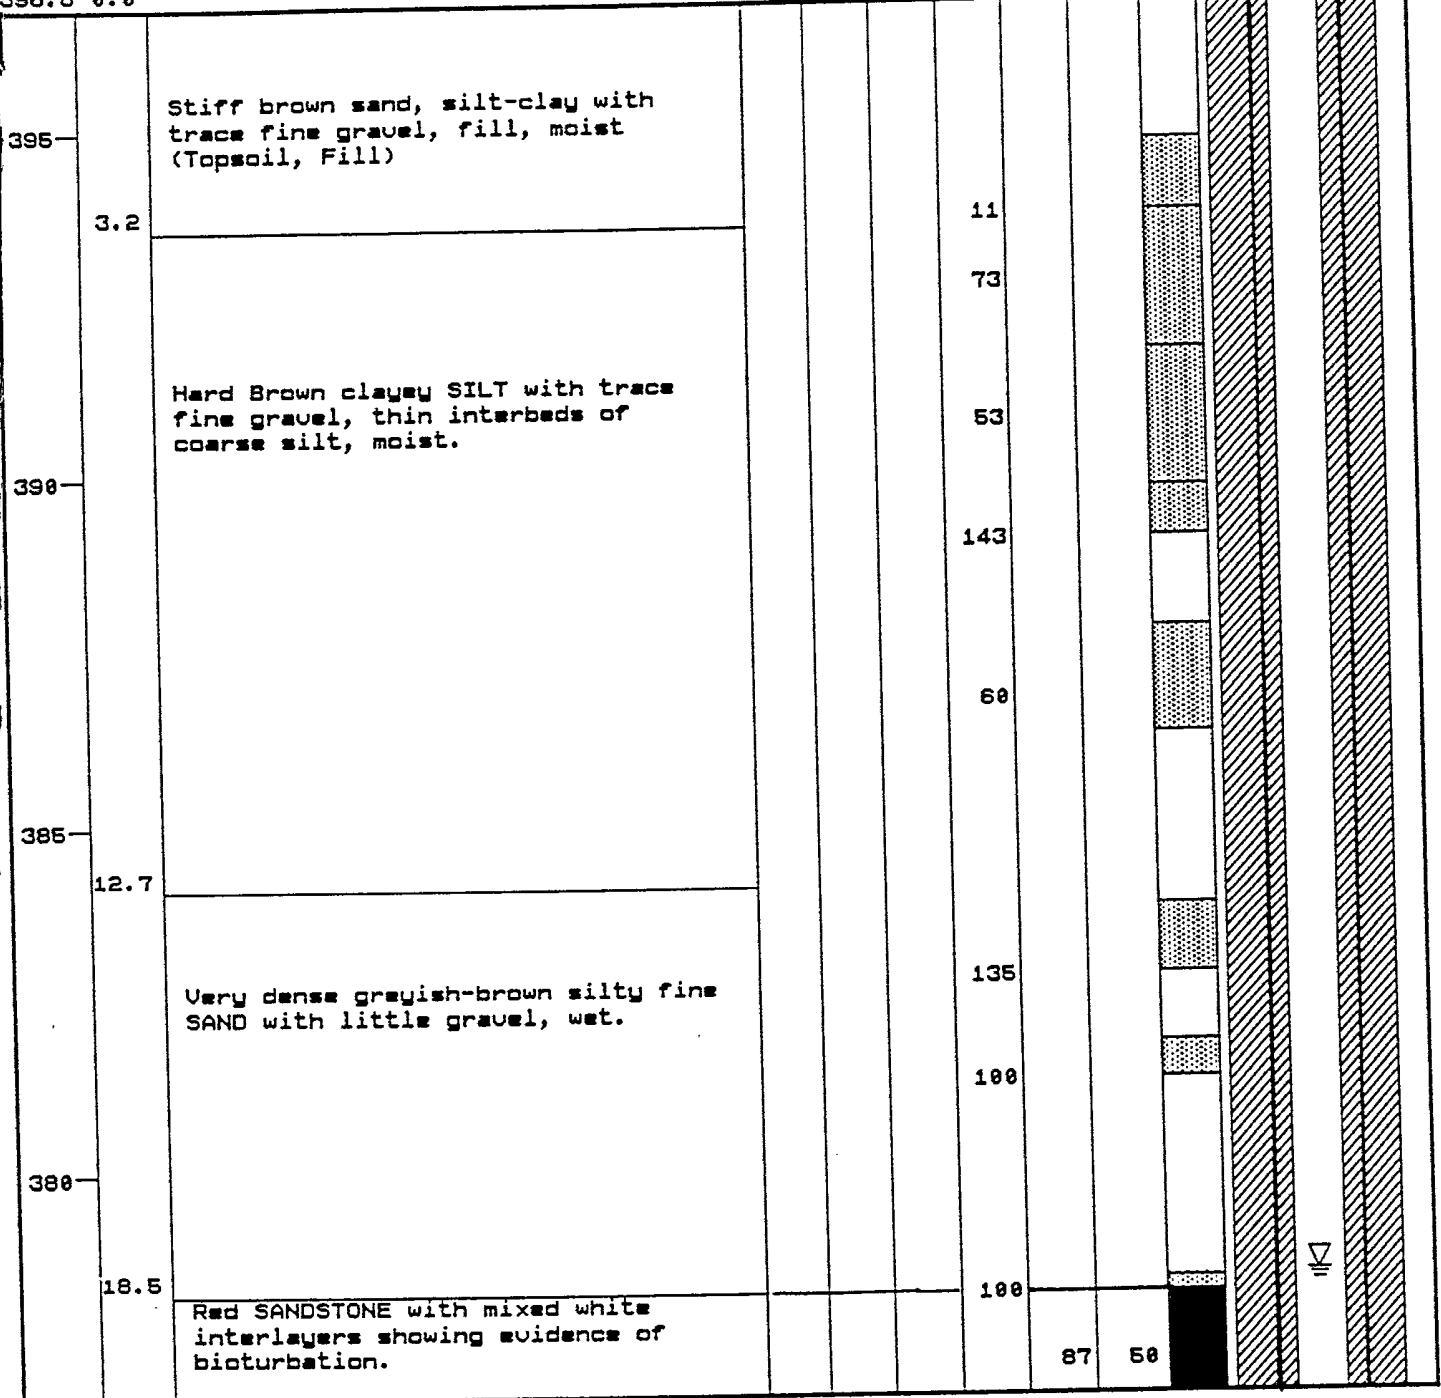 Stiff brown sand, silt-clay with
trace fine gravel, fill, moist
(Topsoil, Fill)
395
3.2
11
73
Hard Brown clayey SILT with trace
fine gravel, thin interbeds of
coarse silt, moist.
53
390
143
60
385
12.7
135
Very dense greyish-brown silty fine
SAND with little gravel, wet.
100
380
18.5
100
Red SANDSTONE with mixed white
interlayers showing evidence of
bioturbation.
87 50